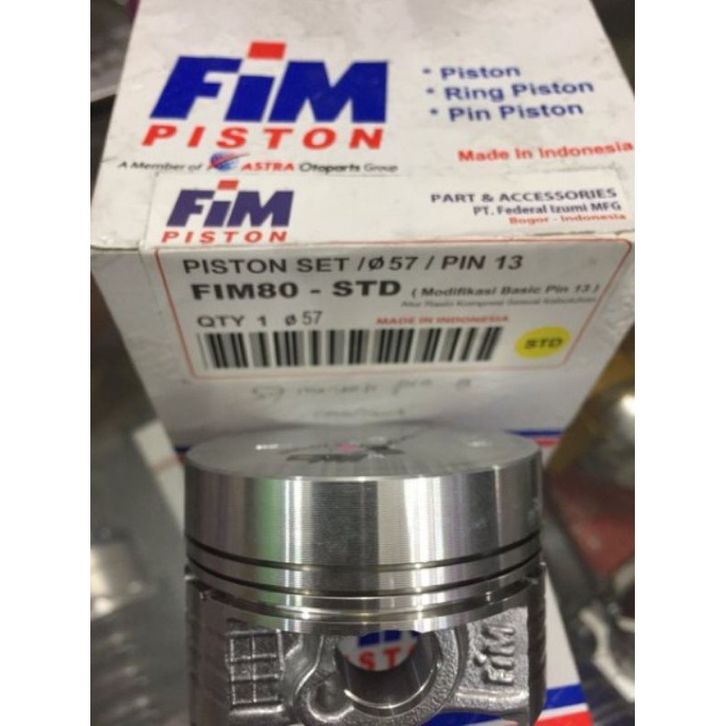 FiM
PISTON
A Member of ASTRA Otoparts Group
* Piston
* Ring Piston
* Pin Piston
Made in Indonesia
FiM
PISTON
PART & ACCESSORIES
PT. Federal Izumi MFG
Bogor - Indonesia
PISTON SET / Ø 57 / PIN 13
FIM80 - STD ( Modifikasi Basic Pin 13 )
QTY 1 Ø 57
MADE IN INDONESIA
STD
FiM
ISTO